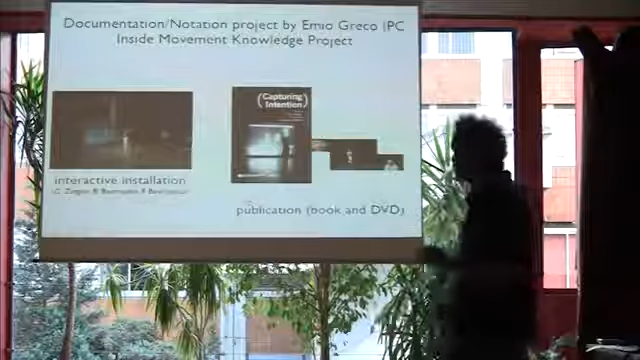 Documentation/Notation project by Emio Greco |PC
Inside Movement Knowledge Project
(Capturing
Intention)
interactive installation
publication (book and DVD)